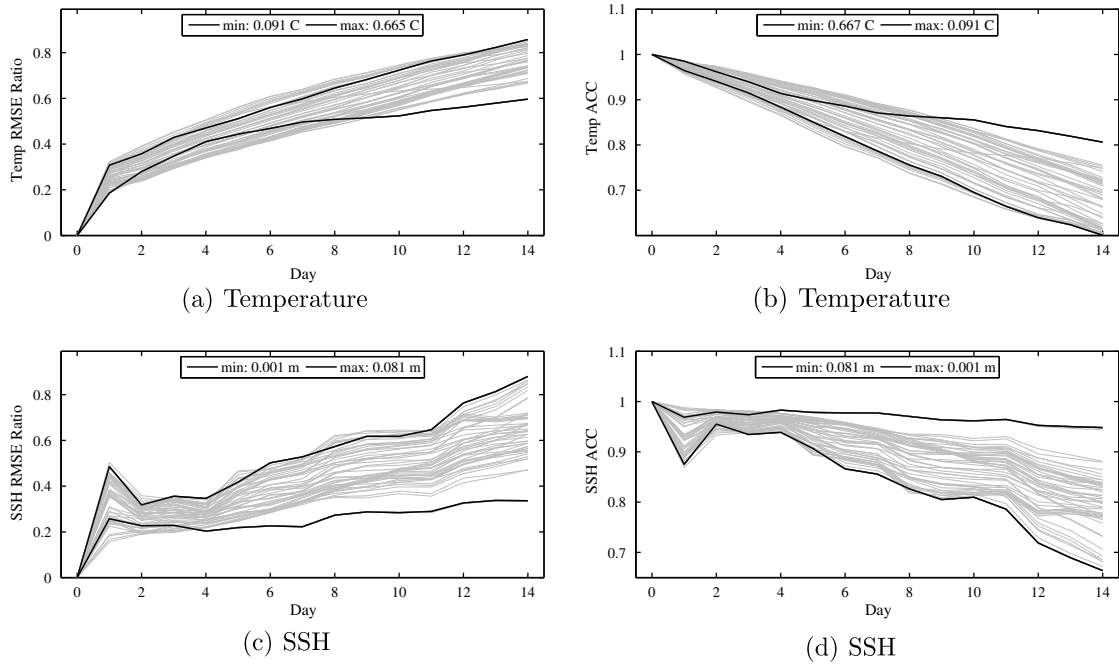 min: 0.091 C max: 0.665 C
Temp RMSE Ratio
0.8
0.6
0.4
0.2
0
0 2 4 6 8 10 12 14
Day
(a) Temperature
min: 0.667 C max: 0.091 C
Temp ACC
1.1
1
0.9
0.8
0.7
0 2 4 6 8 10 12 14
Day
(b) Temperature
min: 0.001 m max: 0.081 m
SSH RMSE Ratio
0.8
0.6
0.4
0.2
0
0 2 4 6 8 10 12 14
Day
(c) SSH
min: 0.081 m max: 0.001 m
SSH ACC
1.1
1
0.9
0.8
0.7
0 2 4 6 8 10 12 14
Day
(d) SSH